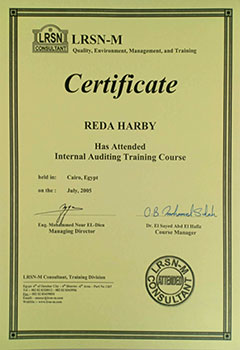 LRSN
CONSULTANT
LRSN-M
Quality, Environment, Management, and Training
Certificate
REDA HARBY
Has Attended
Internal Auditing Training Course
held in: Cairo, Egypt
on the : July, 2005
Eng. Mohammed Nour EL-Dien
Managing Director
Dr. El Sayed Abd El Hafiz
Course Manager
LRSN-M Consultant, Training Division
LRSN-M
ATTENDED
CONSULTANT